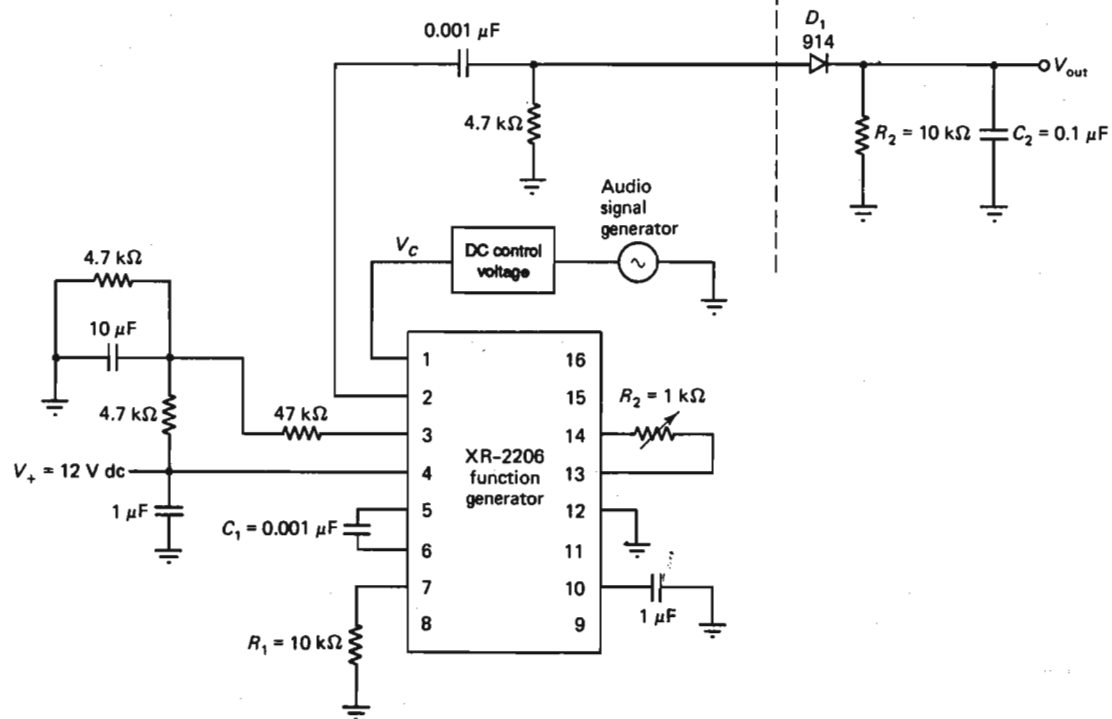 D₁
914
0.001 µF
Vout
4.7 kΩ
R₂ = 10 kΩ
C₂ = 0.1 µF
Audio
signal
generator
V_C
DC control
voltage
4.7 kΩ
10 µF
1
16
2
15
R₂ = 1 kΩ
4.7 kΩ
47 kΩ
3
14
V₊ = 12 V dc
4
XR-2206
function
generator
13
1 µF
C₁ = 0.001 µF
5
12
6
11
7
10
1 µF
R₁ = 10 kΩ
8
9